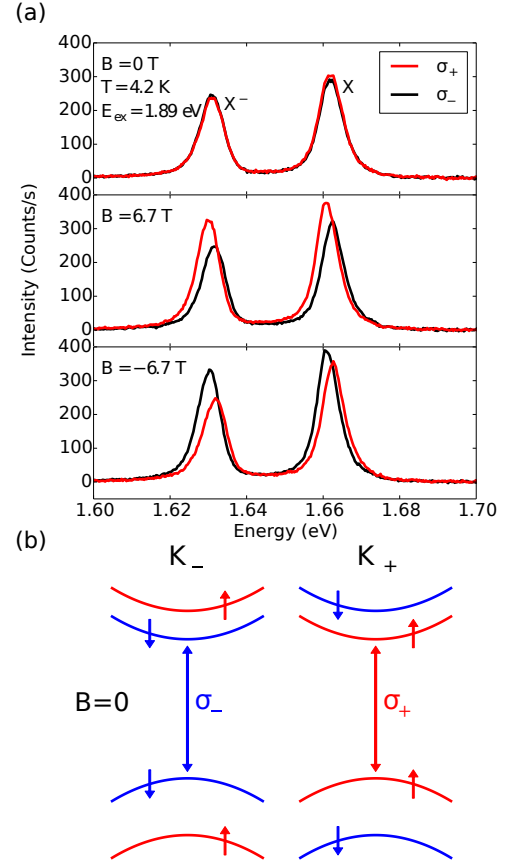 (a)
400
300
200
100
0
B=0 T
T=4.2 K
E_ex=1.89 eV
X⁻
X
σ₊
σ₋
400
300
200
100
0
B=6.7 T
Intensity (Counts/s)
400
300
200
100
0
B=−6.7 T
1.60 1.62 1.64 1.66 1.68 1.70
Energy (eV)
(b)
K₋ K₊
B=0
σ₋ σ₊